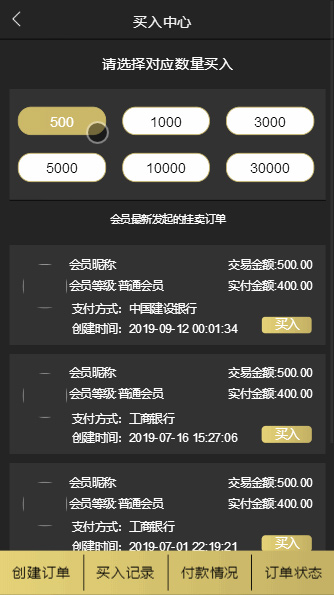 买入中心
请选择对应数量买入
500 1000 3000
5000 10000 30000
会员最新发起的挂卖订单
会员昵称 交易金额:500.00
会员等级 普通会员 实付金额:400.00
支付方式：中国建设银行
创建时间：2019-09-12 00:01:34 买入
会员昵称 交易金额:500.00
会员等级 普通会员 实付金额:400.00
支付方式：工商银行
创建时间：2019-07-16 15:27:06 买入
会员昵称 交易金额:500.00
会员等级 普通会员 实付金额:400.00
支付方式：工商银行
创建时间：2019-07-01 22:19:21 买入
创建订单 买入记录 付款情况 订单状态